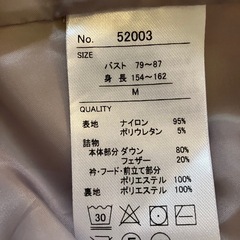 No. 52003
SIZE
バスト 79～87
身長 154～162
M
QUALITY
表地 ナイロン 95%
ポリウレタン 5%
詰物
本体部分 ダウン 80%
フェザー 20%
衿・フード・前立て部分
ポリエステル 100%
裏地 ポリエステル 100%
30